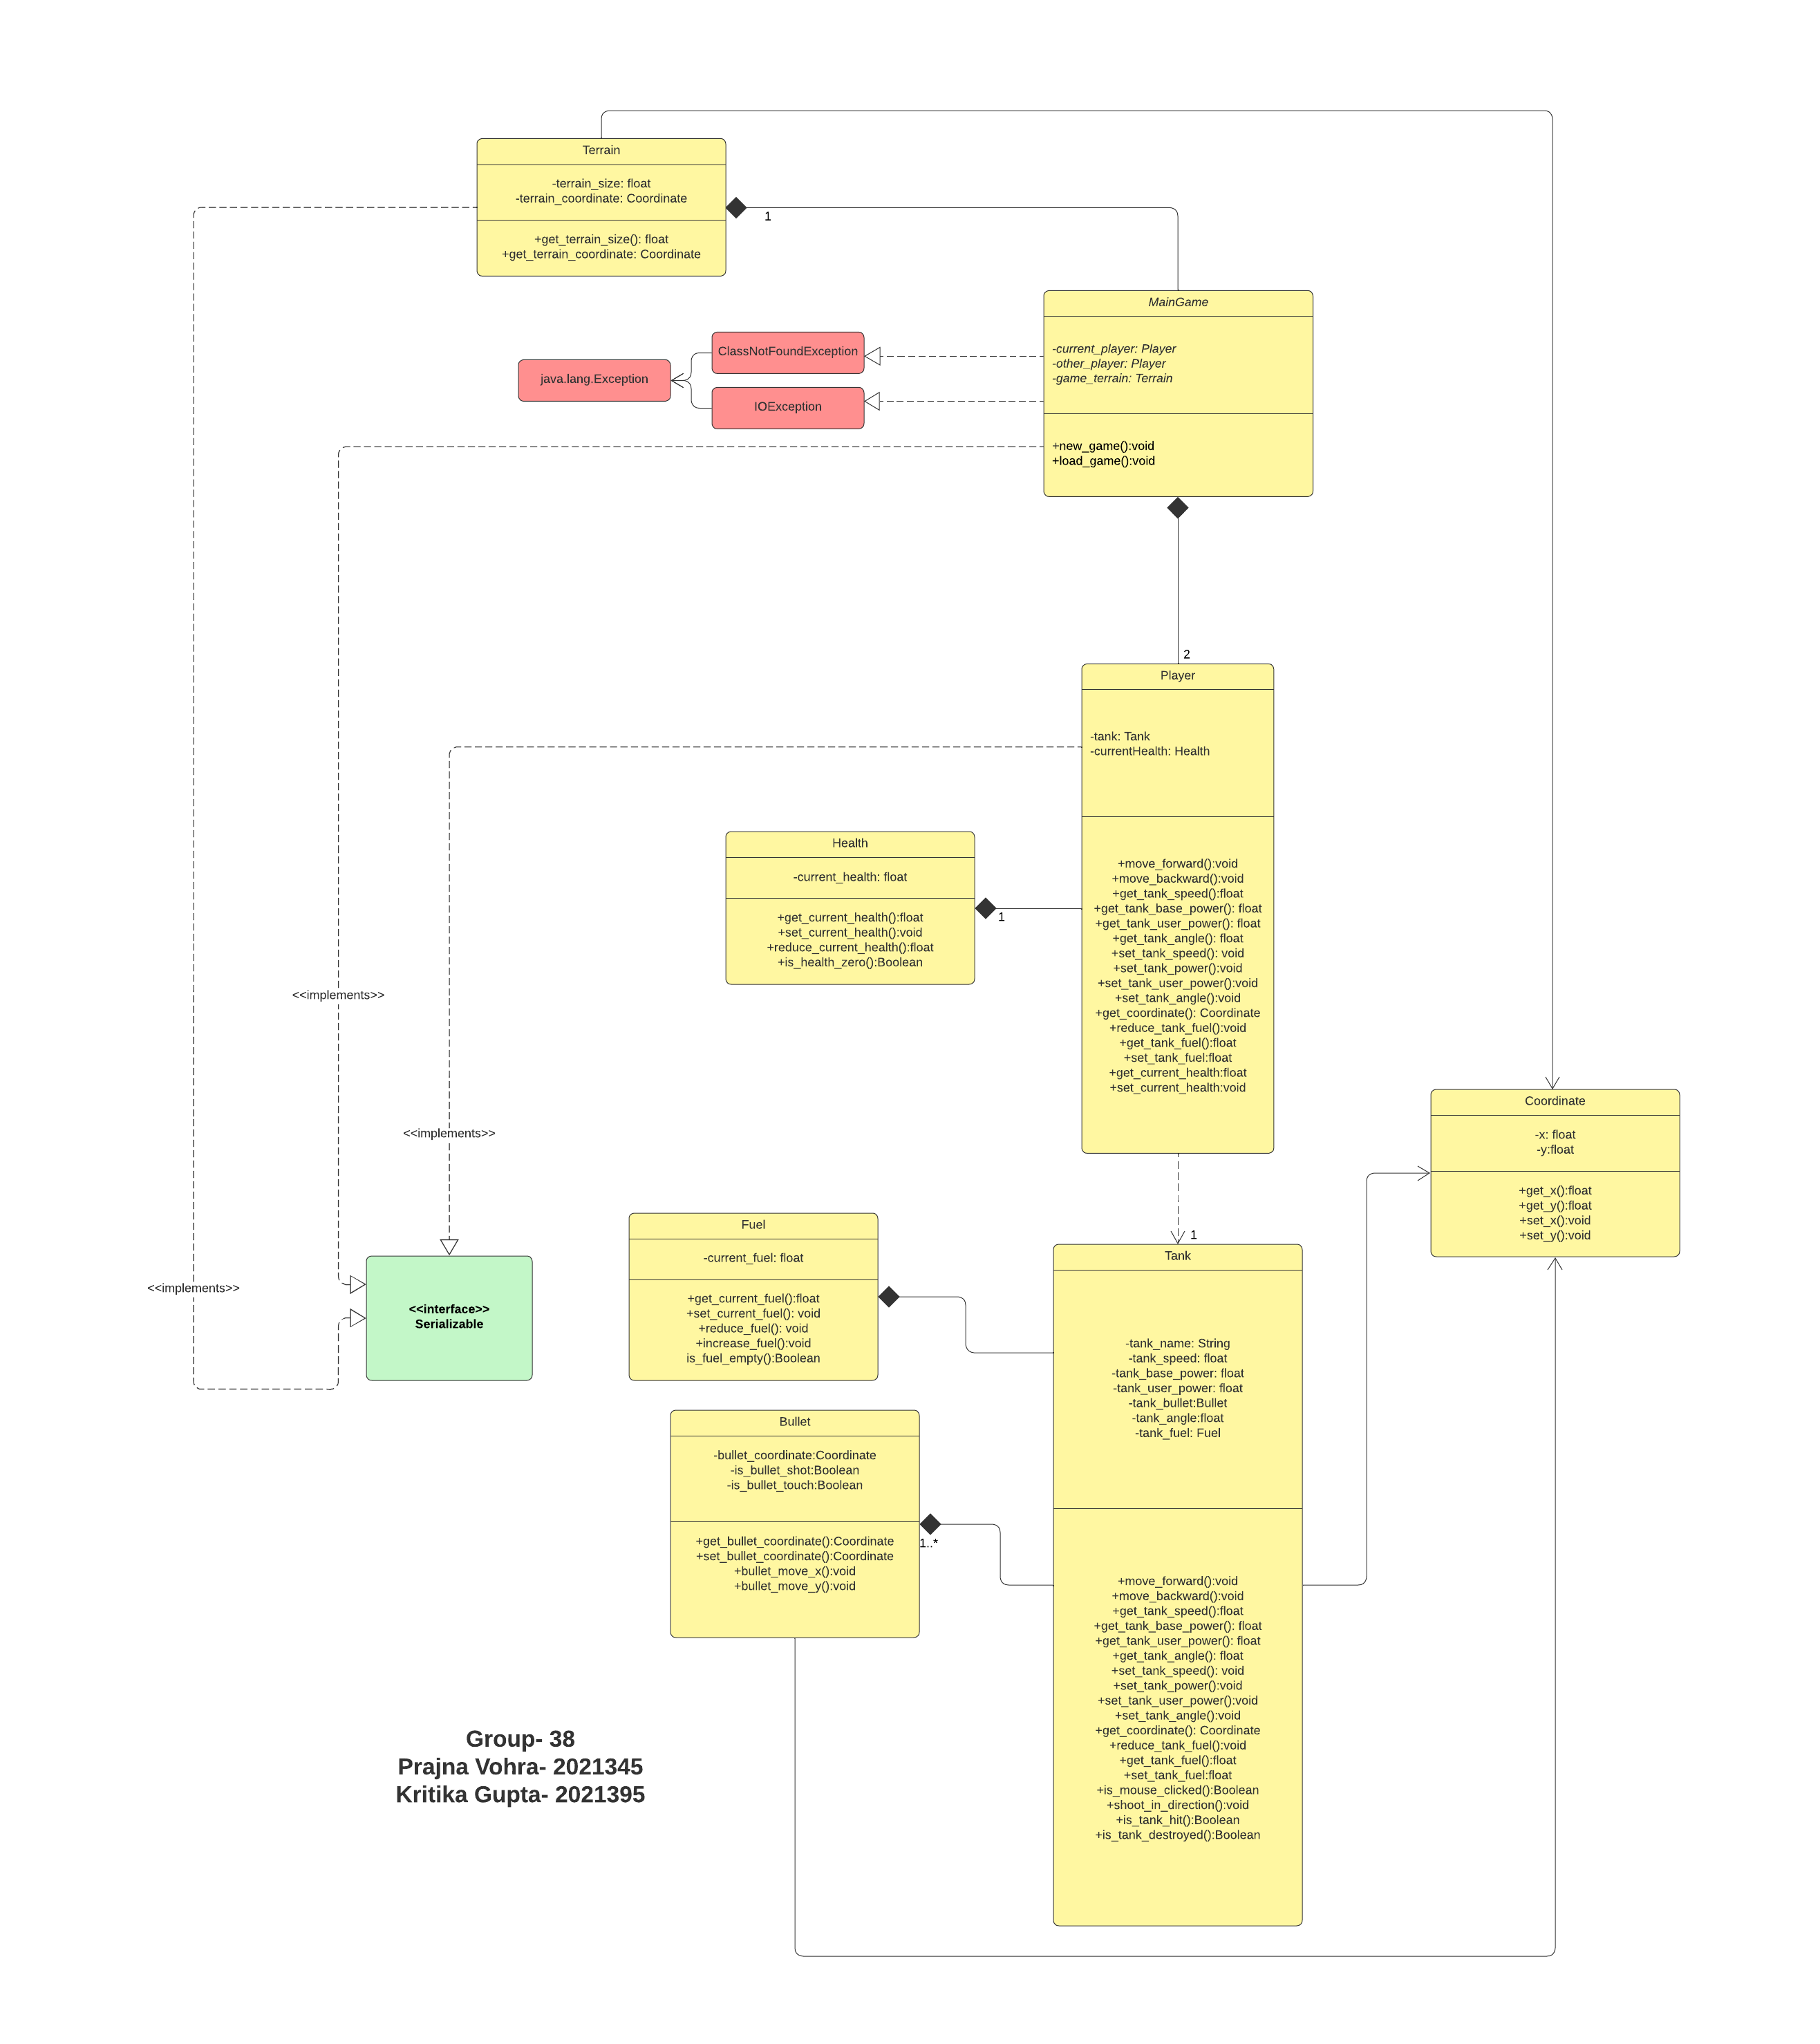 Terrain
-terrain_size: float
-terrain_coordinate: Coordinate
+get_terrain_size(): float
+get_terrain_coordinate: Coordinate
1
MainGame
-current_player: Player
-other_player: Player
-game_terrain: Terrain
+new_game():void
+load_game():void
ClassNotFoundException
java.lang.Exception
IOException
2
Player
-tank: Tank
-currentHealth: Health
+move_forward():void
+move_backward():void
+get_tank_speed():float
+get_tank_base_power(): float
+get_tank_user_power(): float
+get_tank_angle(): float
+set_tank_speed(): void
+set_tank_power():void
+set_tank_user_power():void
+set_tank_angle():void
+get_coordinate(): Coordinate
+reduce_tank_fuel():void
+get_tank_fuel():float
+set_tank_fuel:float
+get_current_health:float
+set_current_health:void
Health
-current_health: float
+get_current_health():float
+set_current_health():void
+reduce_current_health():float
+is_health_zero():Boolean
1
<<implements>>
<<implements>>
<<implements>>
<<interface>>
Serializable
Coordinate
-x: float
-y:float
+get_x():float
+get_y():float
+set_x():void
+set_y():void
Fuel
-current_fuel: float
+get_current_fuel():float
+set_current_fuel(): void
+reduce_fuel(): void
+increase_fuel():void
is_fuel_empty():Boolean
1
Tank
-tank_name: String
-tank_speed: float
-tank_base_power: float
-tank_user_power: float
-tank_bullet:Bullet
-tank_angle:float
-tank_fuel: Fuel
+move_forward():void
+move_backward():void
+get_tank_speed():float
+get_tank_base_power(): float
+get_tank_user_power(): float
+get_tank_angle(): float
+set_tank_speed(): void
+set_tank_power():void
+set_tank_user_power():void
+set_tank_angle():void
+get_coordinate(): Coordinate
+reduce_tank_fuel():void
+get_tank_fuel():float
+set_tank_fuel:float
+is_mouse_clicked():Boolean
+shoot_in_direction():void
+is_tank_hit():Boolean
+is_tank_destroyed():Boolean
Bullet
-bullet_coordinate:Coordinate
-is_bullet_shot:Boolean
-is_bullet_touch:Boolean
+get_bullet_coordinate():Coordinate
+set_bullet_coordinate():Coordinate
+bullet_move_x():void
+bullet_move_y():void
1..*
Group- 38
Prajna Vohra- 2021345
Kritika Gupta- 2021395